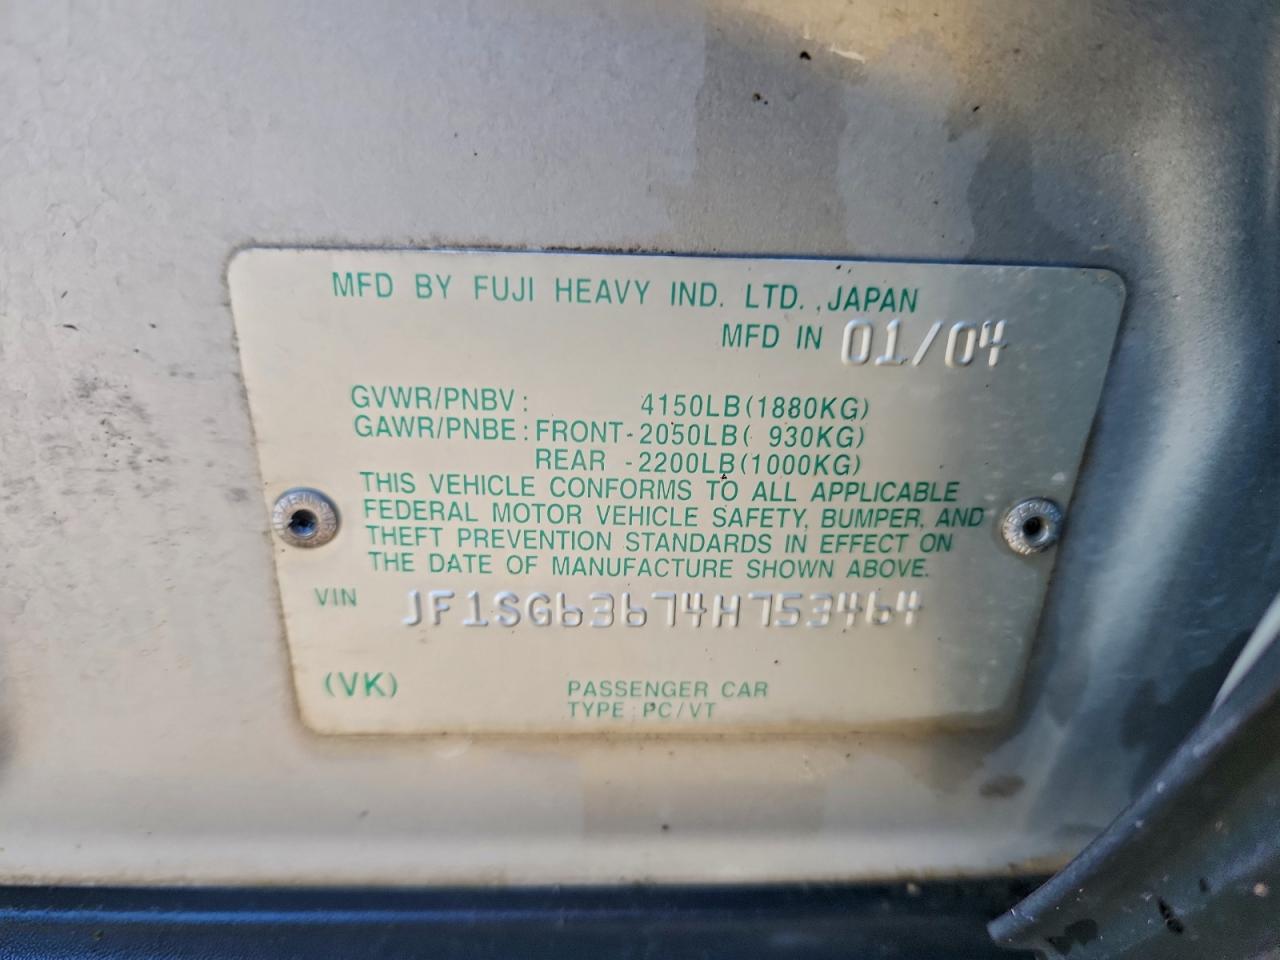 MFD BY FUJI HEAVY IND. LTD. ,JAPAN
MFD IN 01/04
GVWR/PNBV: 4150LB(1880KG)
GAWR/PNBE:FRONT-2050LB( 930KG)
REAR -2200LB(1000KG)
THIS VEHICLE CONFORMS TO ALL APPLICABLE
FEDERAL MOTOR VEHICLE SAFETY, BUMPER, AND
THEFT PREVENTION STANDARDS IN EFFECT ON
THE DATE OF MANUFACTURE SHOWN ABOVE.
VIN JF1SG63674H753464
(VK) PASSENGER CAR
TYPE:PC/VT